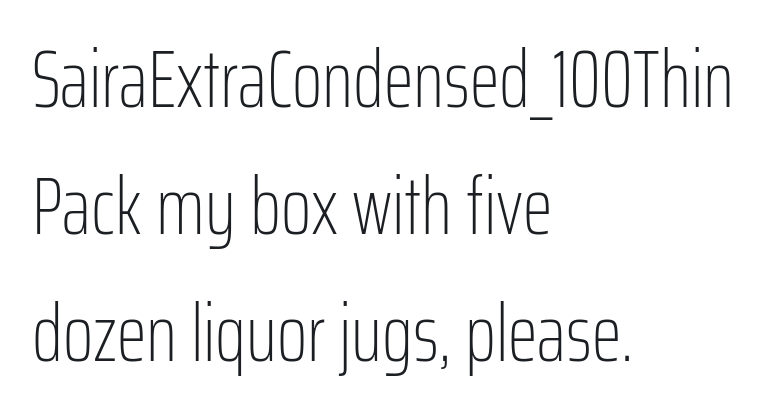 SairaExtraCondensed_100Thin
Pack my box with five
dozen liquor jugs, please.